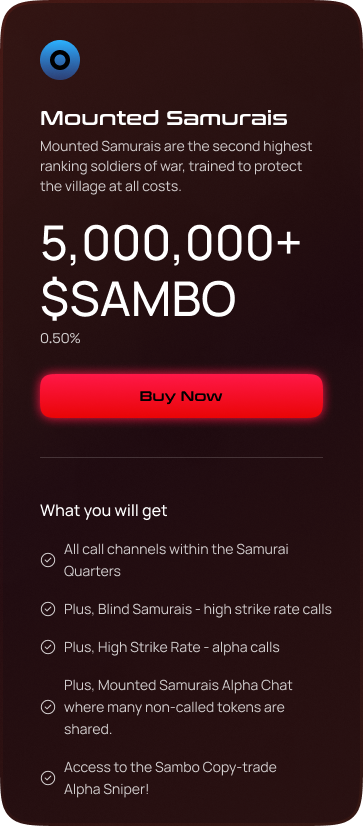 Mounted Samurais
Mounted Samurais are the second highest
ranking soldiers of war, trained to protect
the village at all costs.
5,000,000+
$SAMBO
0.50%
Buy Now
What you will get
All call channels within the Samurai
Quarters
Plus, Blind Samurais - high strike rate calls
Plus, High Strike Rate - alpha calls
Plus, Mounted Samurais Alpha Chat
where many non-called tokens are
shared.
Access to the Sambo Copy-trade
Alpha Sniper!